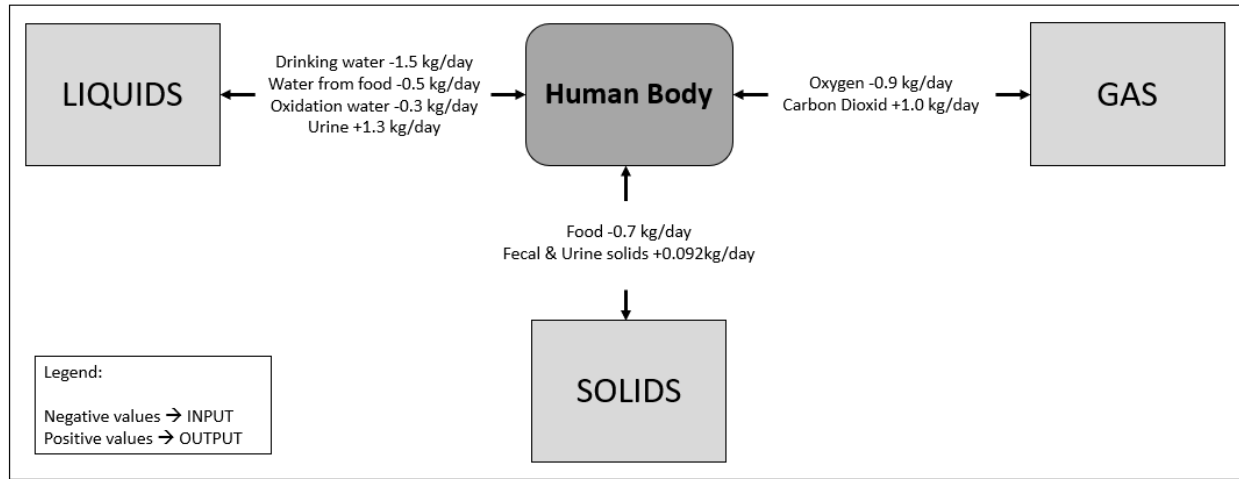 LIQUIDS
Drinking water -1.5 kg/day
Water from food -0.5 kg/day
Oxidation water -0.3 kg/day
Urine +1.3 kg/day
Human Body
Oxygen -0.9 kg/day
Carbon Dioxid +1.0 kg/day
GAS
Food -0.7 kg/day
Fecal & Urine solids +0.092kg/day
SOLIDS
Legend:
Negative values → INPUT
Positive values → OUTPUT